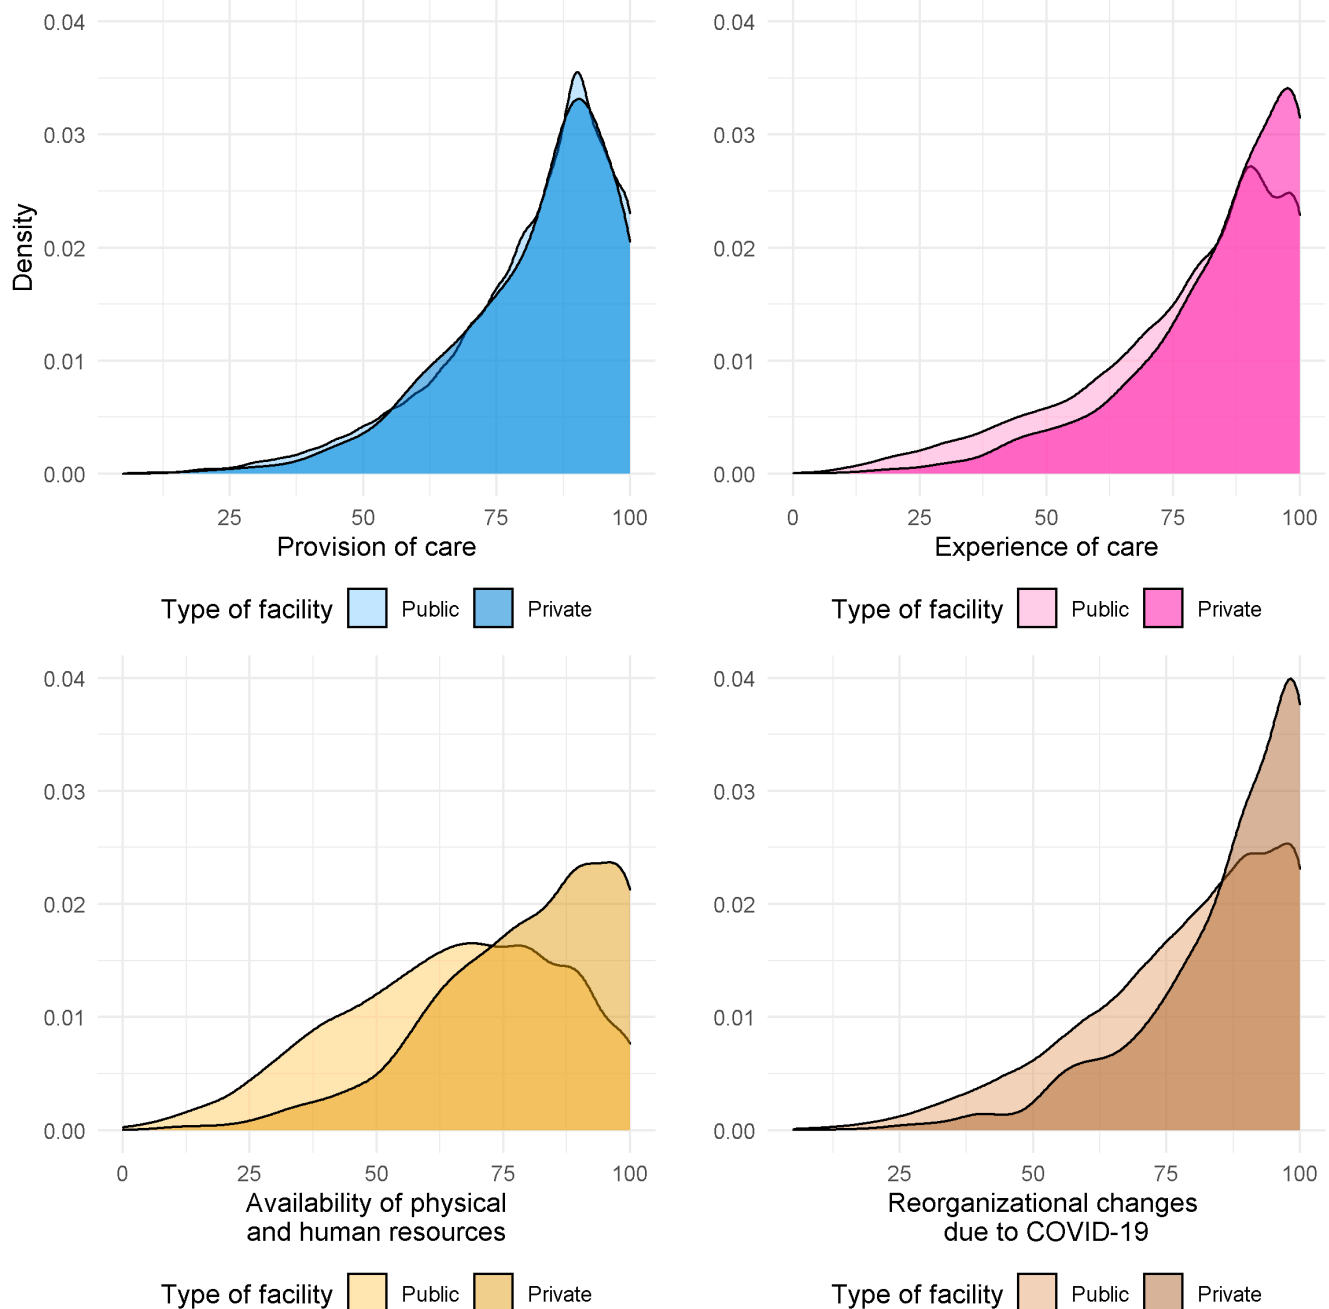 0.04
0.03
0.02
0.01
0.00
Density
25 50 75 100
Provision of care
Type of facility Public Private
0.04
0.03
0.02
0.01
0.00
0 25 50 75 100
Experience of care
Type of facility Public Private
0.04
0.03
0.02
0.01
0.00
0 25 50 75 100
Availability of physical
and human resources
Type of facility Public Private
0.04
0.03
0.02
0.01
0.00
25 50 75 100
Reorganizational changes
due to COVID-19
Type of facility Public Private